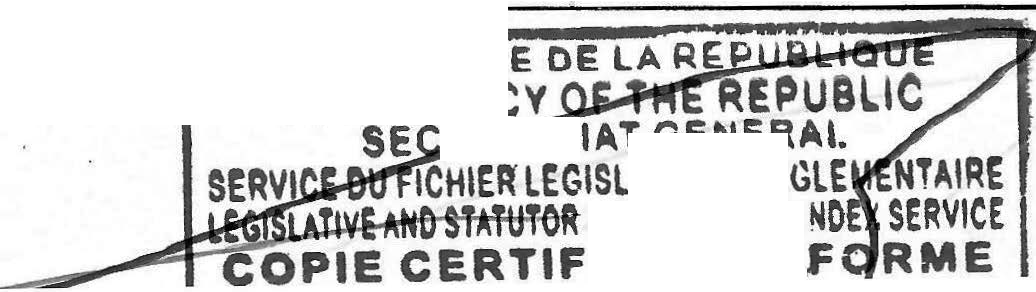 E DE LA REPUBLIQUE
CY OF THE REPUBLIC
SEC IAT GENERAL
SERVICE DU FICHIER LEGISL GLEMENTAIRE
LEGISLATIVE AND STATUTOR NDEX SERVICE
COPIE CERTIF FORME